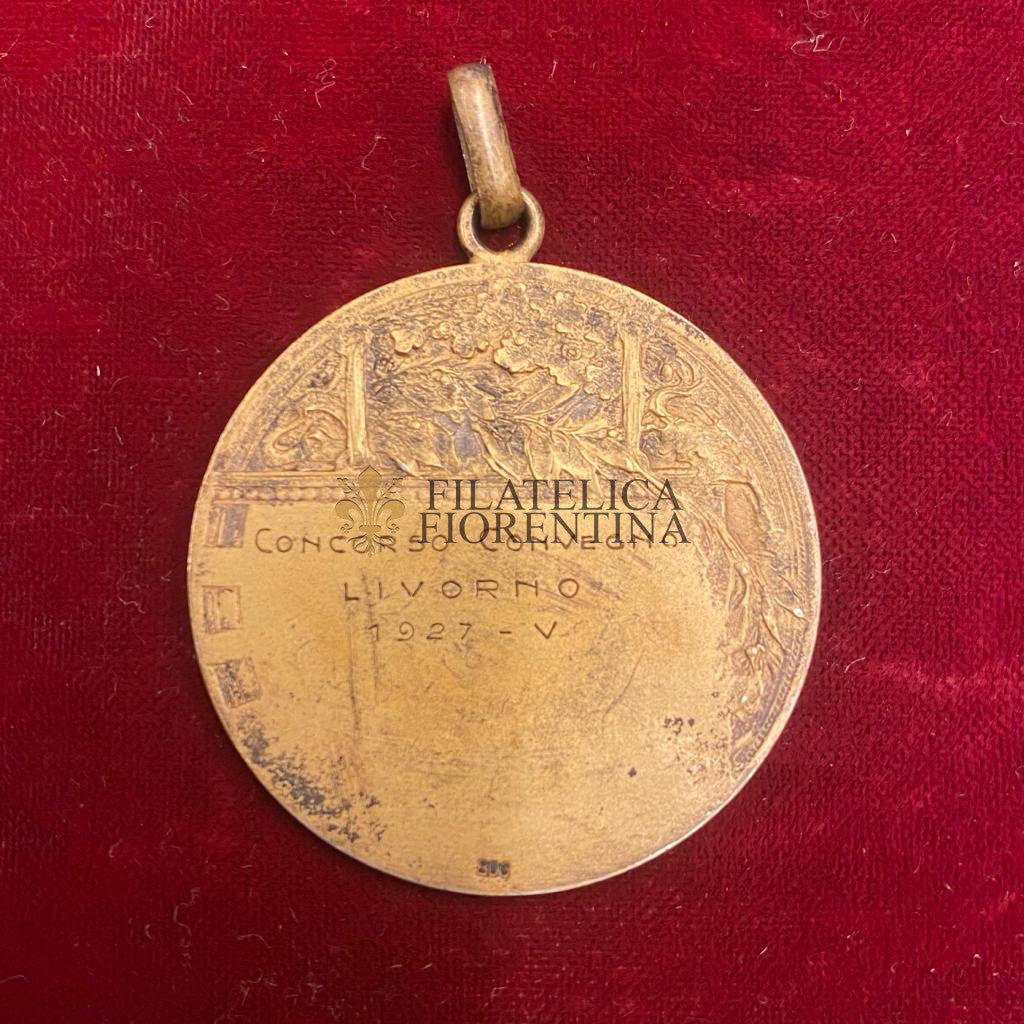 FILATELICA
FIORENTINA
CONCORSO CONVEGNO
LIVORNO
1927 - V